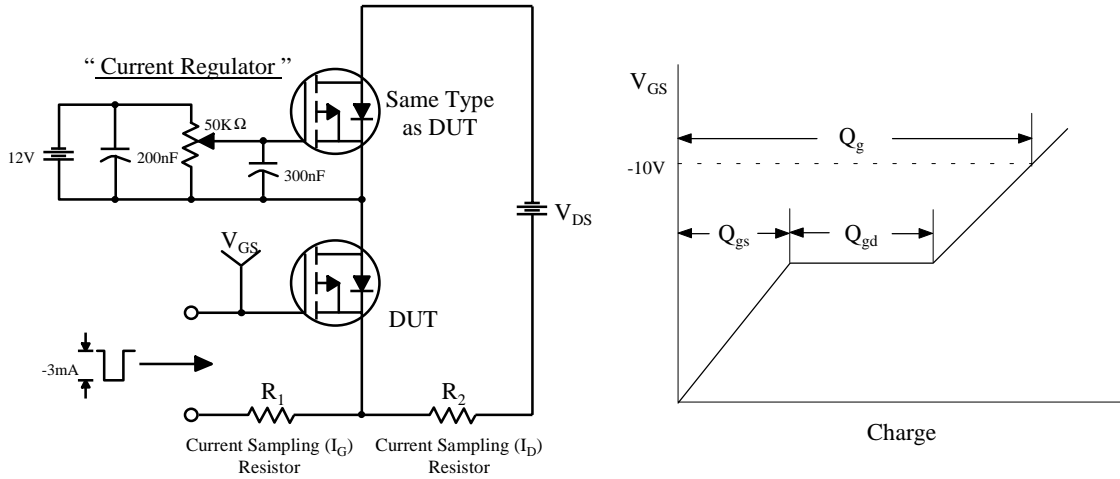 “ Current Regulator ”
Same Type
as DUT
50KΩ
12V
200nF
300nF
V_DS
V_GS
DUT
-3mA
R_1
R_2
Current Sampling (I_G)
Resistor
Current Sampling (I_D)
Resistor
V_GS
Q_g
-10V
Q_gs
Q_gd
Charge